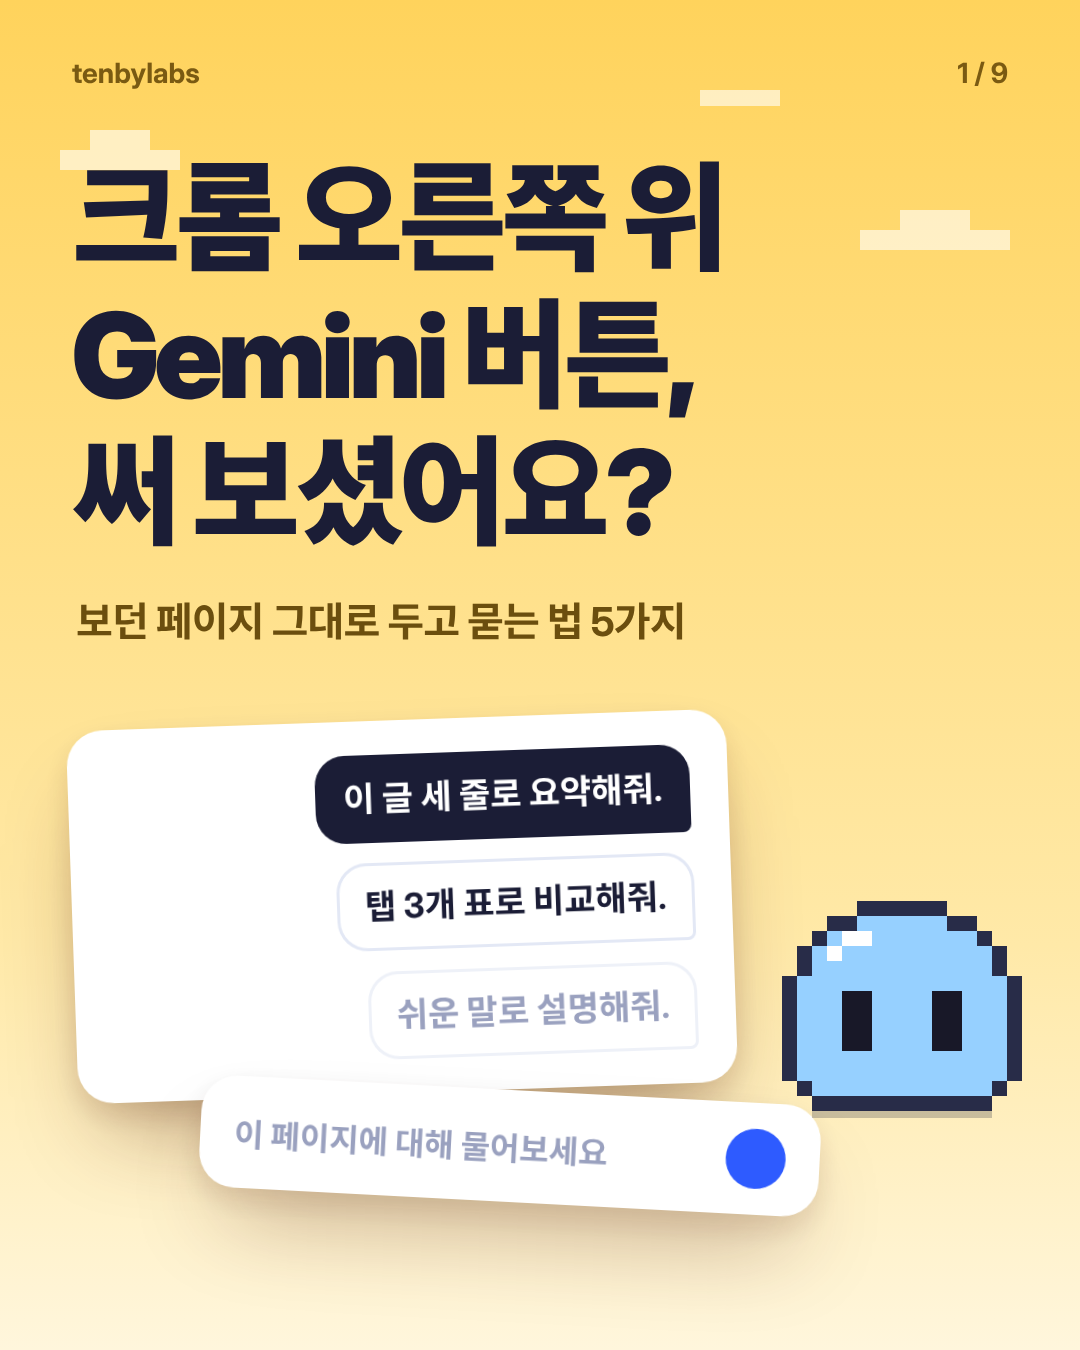 tenbylabs
1 / 9
크롬 오른쪽 위
Gemini 버튼,
써 보셨어요?
보던 페이지 그대로 두고 묻는 법 5가지
이 글 세 줄로 요약해줘.
탭 3개 표로 비교해줘.
쉬운 말로 설명해줘.
이 페이지에 대해 물어보세요